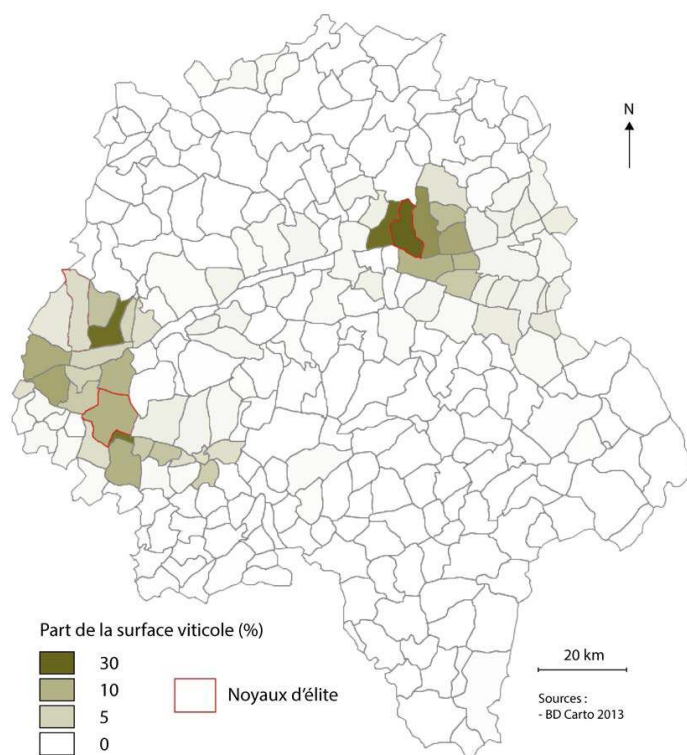 N
Part de la surface viticole (%)
30
10
5
0
Noyaux d'élite
20 km
Sources :
- BD Carto 2013